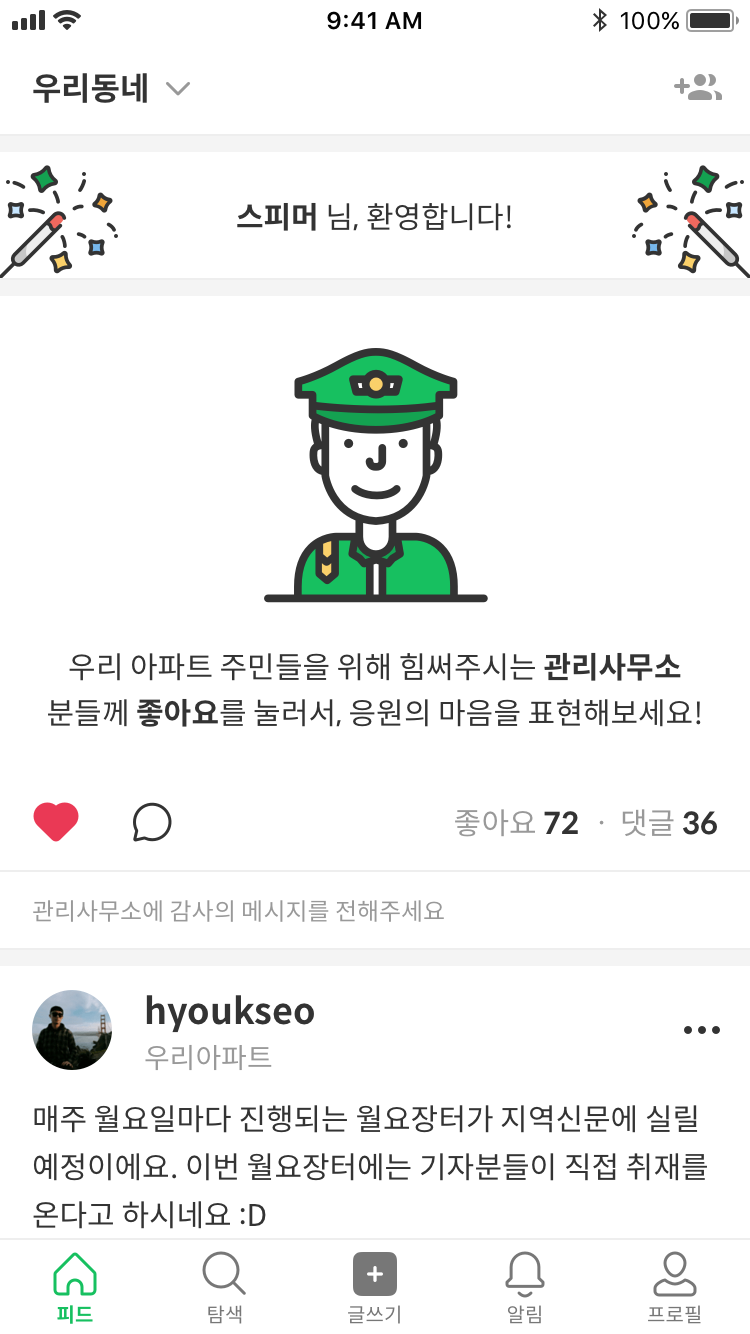 9:41 AM
100%
우리동네
스피머 님, 환영합니다!
우리 아파트 주민들을 위해 힘써주시는 관리사무소
분들께 좋아요를 눌러서, 응원의 마음을 표현해보세요!
좋아요 72 · 댓글 36
관리사무소에 감사의 메시지를 전해주세요
hyoukseo
우리아파트
매주 월요일마다 진행되는 월요장터가 지역신문에 실릴
예정이에요. 이번 월요장터에는 기자분들이 직접 취재를
온다고 하시네요 :D
피드
탐색
글쓰기
알림
프로필